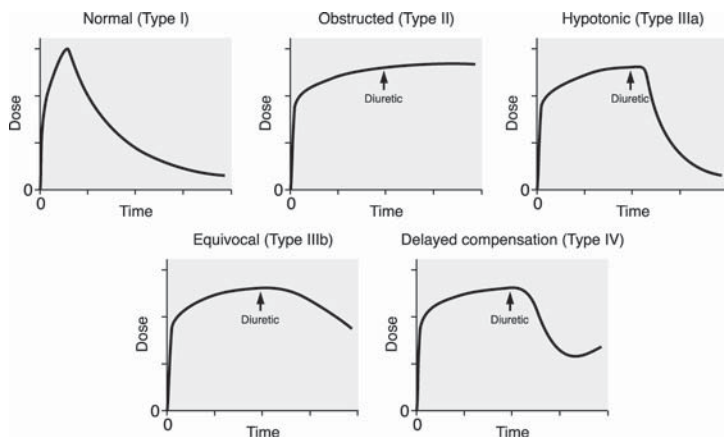 Normal (Type I)
Dose
0
0
Time
Obstructed (Type II)
Dose
Diuretic
0
0
Time
Hypotonic (Type IIIa)
Dose
Diuretic
0
0
Time
Equivocal (Type IIIb)
Dose
Diuretic
0
0
Time
Delayed compensation (Type IV)
Dose
Diuretic
0
0
Time